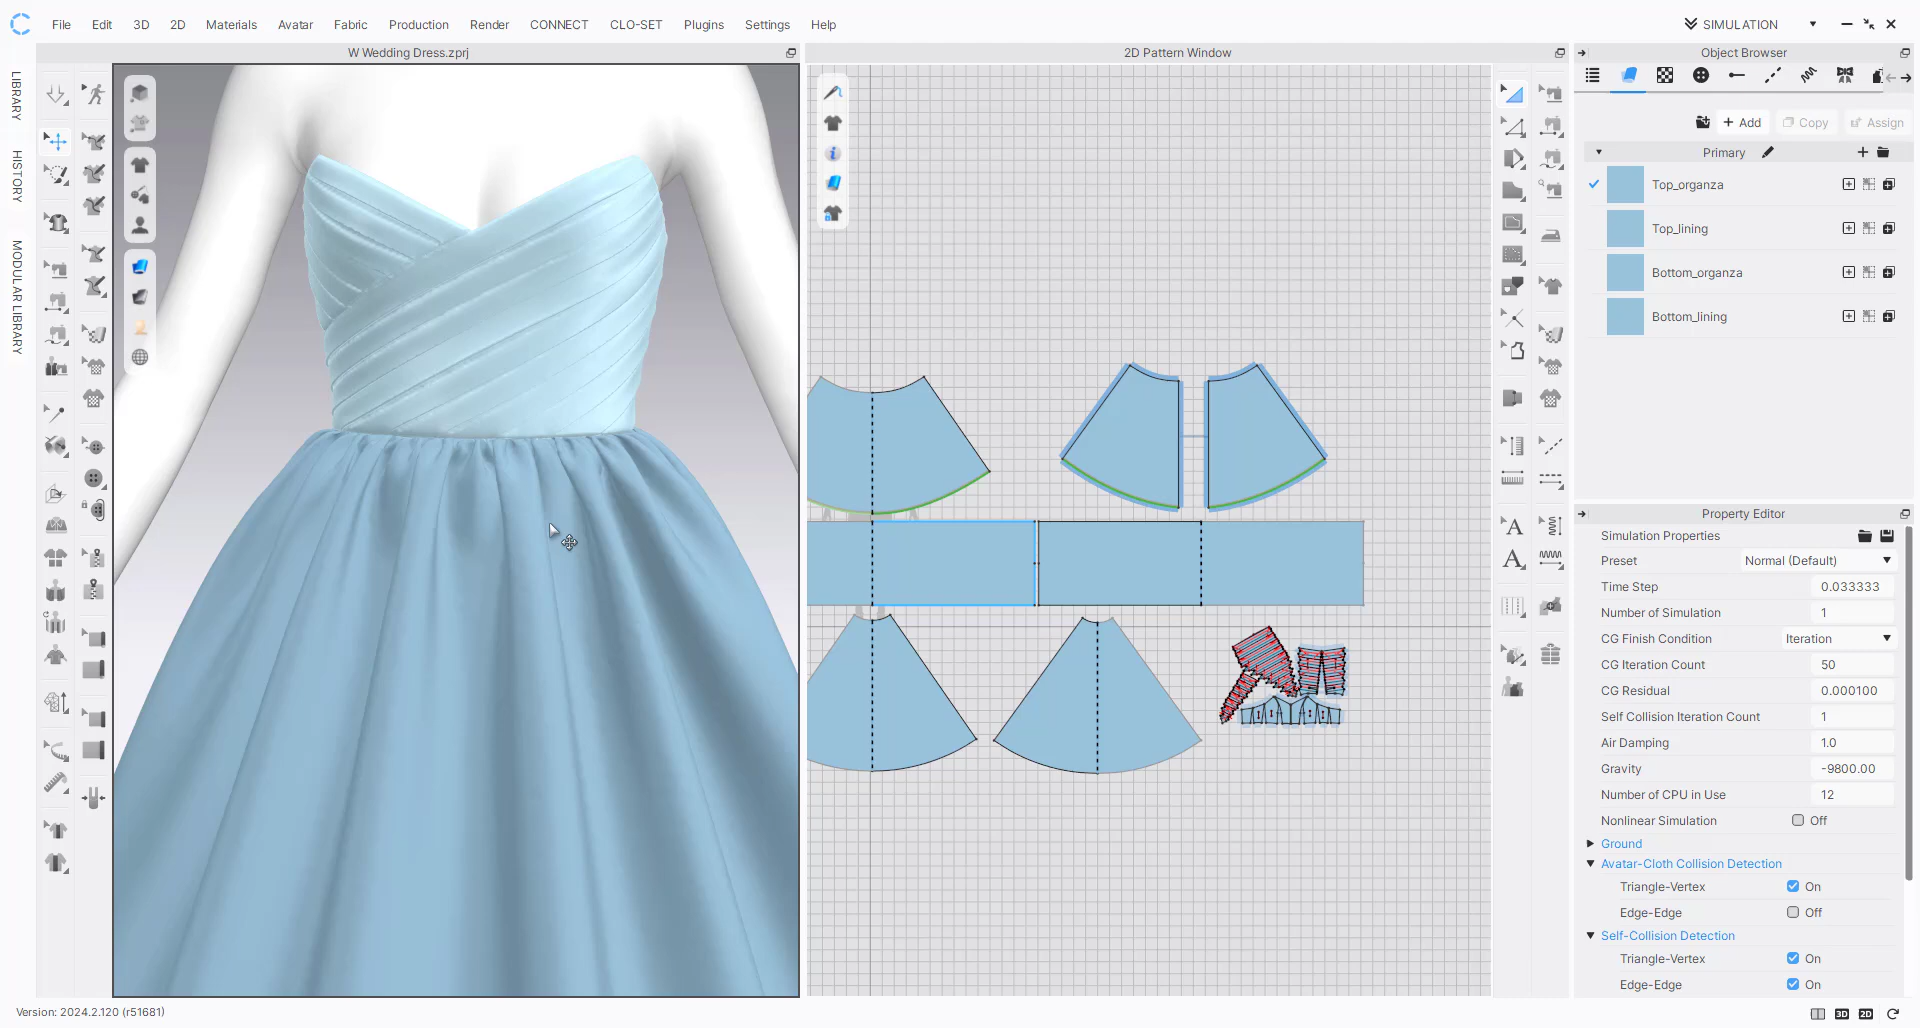 File Edit 3D 2D Materials Avatar Fabric Production Render CONNECT CLO-SET Plugins Settings Help SIMULATION
W Wedding Dress.zprj
2D Pattern Window
Object Browser
LIBRARY
HISTORY
MODULAR LIBRARY
+ Add Copy Assign
Primary
Top_organza
Top_lining
Bottom_organza
Bottom_lining
Property Editor
Simulation Properties
Preset Normal (Default)
Time Step 0.033333
Number of Simulation 1
CG Finish Condition Iteration
CG Iteration Count 50
CG Residual 0.000100
Self Collision Iteration Count 1
Air Damping 1.0
Gravity -9800.00
Number of CPU in Use 12
Nonlinear Simulation Off
Ground
Avatar-Cloth Collision Detection
Triangle-Vertex On
Edge-Edge Off
Self-Collision Detection
Triangle-Vertex On
Edge-Edge On
Version: 2024.2.120 (r51681)
3D 2D